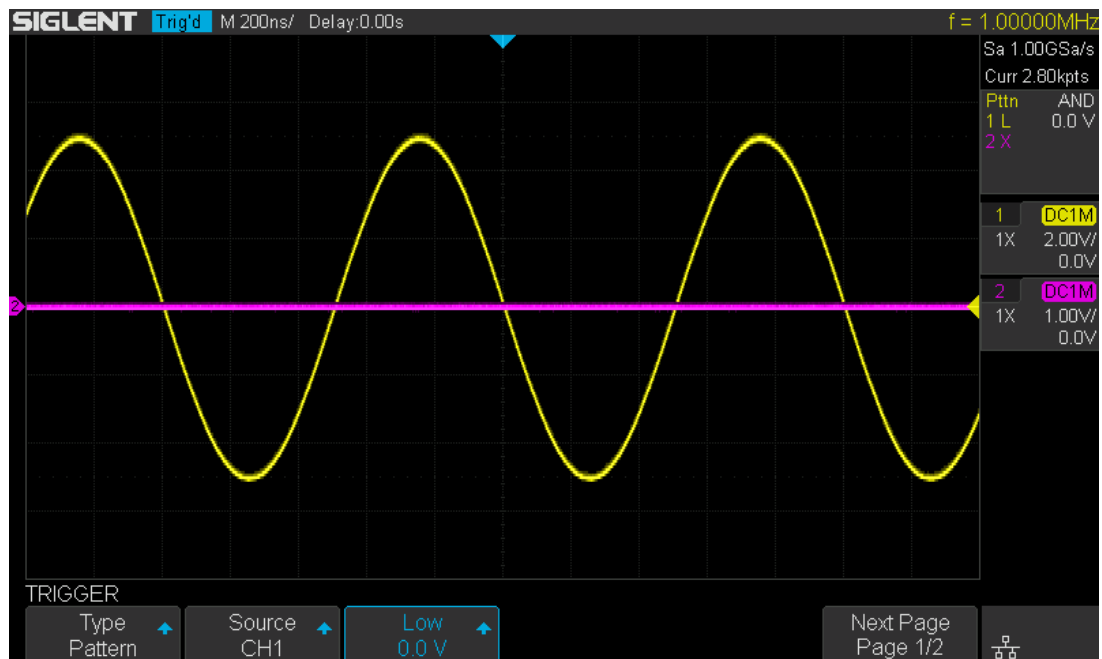 SIGLENT Trig'd M 200ns/ Delay:0.00s f = 1.00000MHz
Sa 1.00GSa/s
Curr 2.80kpts
Pttn AND
1 L 0.0 V
2 X
1 DC1M
1X 2.00V/
0.0V
2 DC1M
1X 1.00V/
0.0V
2
TRIGGER
Type
Pattern
Source
CH1
Low
0.0 V
Next Page
Page 1/2